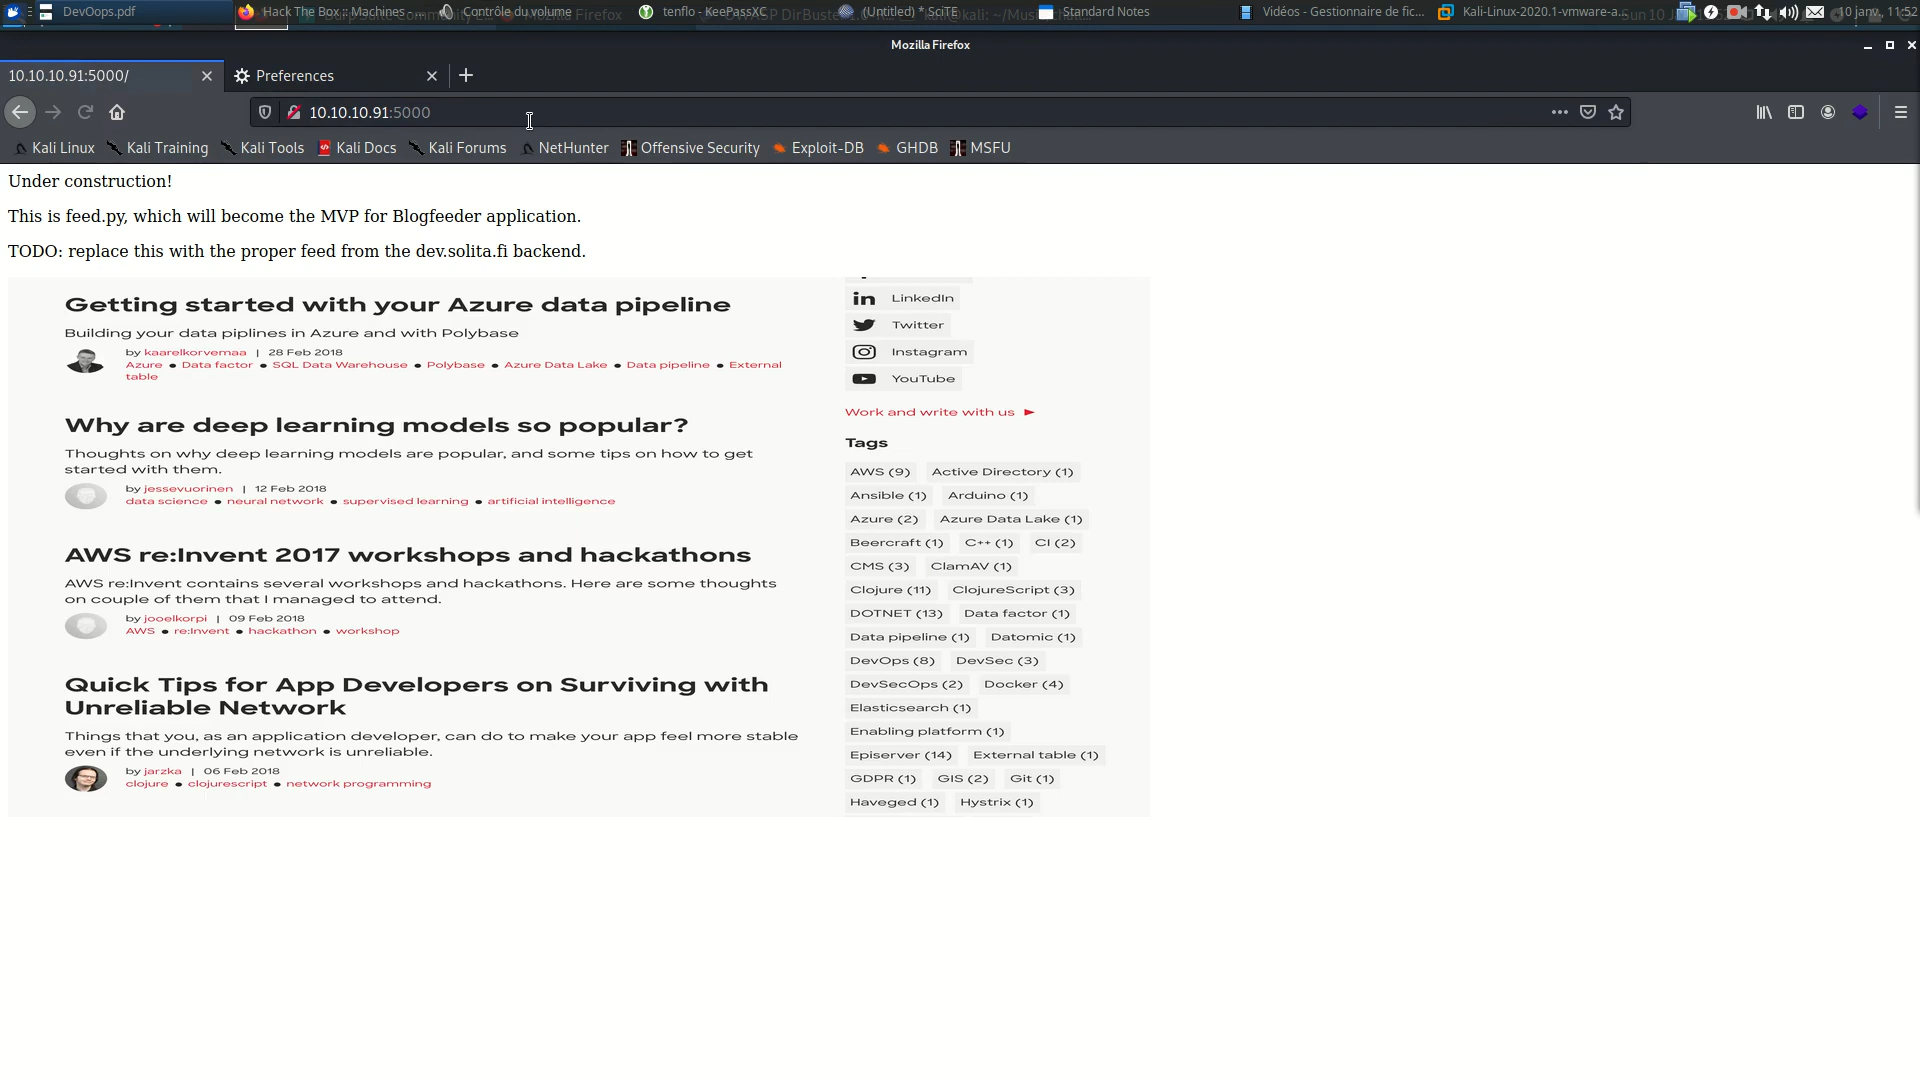 DevOops.pdf
Hack The Box :: Machines -...
Contrôle du volume
tenflo - KeePassXC
(Untitled) * SciTE
Standard Notes
Vidéos - Gestionnaire de fic...
Kali-Linux-2020.1-vmware-a...
10 janv., 11:52
Mozilla Firefox
10.10.10.91:5000/
Preferences
10.10.10.91:5000
Kali Linux
Kali Training
Kali Tools
Kali Docs
Kali Forums
NetHunter
Offensive Security
Exploit-DB
GHDB
MSFU
Under construction!
This is feed.py, which will become the MVP for Blogfeeder application.
TODO: replace this with the proper feed from the dev.solita.fi backend.
Getting started with your Azure data pipeline
Building your data piplines in Azure and with Polybase
by kaarelkorvemaa | 28 Feb 2018
Azure ● Data factor ● SQL Data Warehouse ● Polybase ● Azure Data Lake ● Data pipeline ● External
table
Why are deep learning models so popular?
Thoughts on why deep learning models are popular, and some tips on how to get
started with them.
by jessevuorinen | 12 Feb 2018
data science ● neural network ● supervised learning ● artificial intelligence
AWS re:Invent 2017 workshops and hackathons
AWS re:Invent contains several workshops and hackathons. Here are some thoughts
on couple of them that I managed to attend.
by jooelkorpi | 09 Feb 2018
AWS ● re:Invent ● hackathon ● workshop
Quick Tips for App Developers on Surviving with
Unreliable Network
Things that you, as an application developer, can do to make your app feel more stable
even if the underlying network is unreliable.
by jarzka | 06 Feb 2018
clojure ● clojurescript ● network programming
LinkedIn
Twitter
Instagram
YouTube
Work and write with us ►
Tags
AWS (9) Active Directory (1)
Ansible (1) Arduino (1)
Azure (2) Azure Data Lake (1)
Beercraft (1) C++ (1) CI (2)
CMS (3) ClamAV (1)
Clojure (11) ClojureScript (3)
DOTNET (13) Data factor (1)
Data pipeline (1) Datomic (1)
DevOps (8) DevSec (3)
DevSecOps (2) Docker (4)
Elasticsearch (1)
Enabling platform (1)
Episerver (14) External table (1)
GDPR (1) GIS (2) Git (1)
Haveged (1) Hystrix (1)